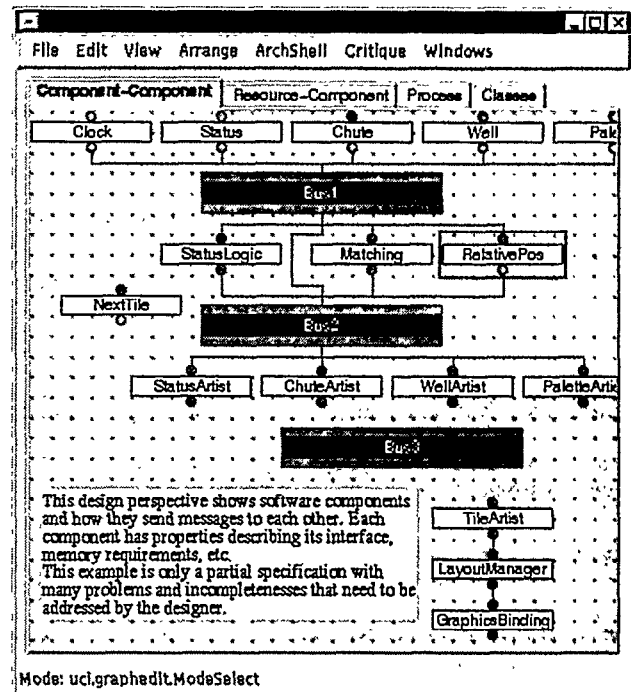 File Edit View Arrange ArchShell Critique Windows
Component-Component Resource-Component Process Classes
Clock Status Chute Well Pale
Bus1
StatusLogic Matching RelativePos
NextTile
Bus2
StatusArtist ChuteArtist WellArtist PaletteArtis
Bus3
This design perspective shows software components
and how they send messages to each other. Each
component has properties describing its interface,
memory requirements, etc.
This example is only a partial specification with
many problems and incompletenesses that need to be
addressed by the designer.
TileArtist
LayoutManager
GraphicsBinding
Mode: uci.graphedit.ModeSelect